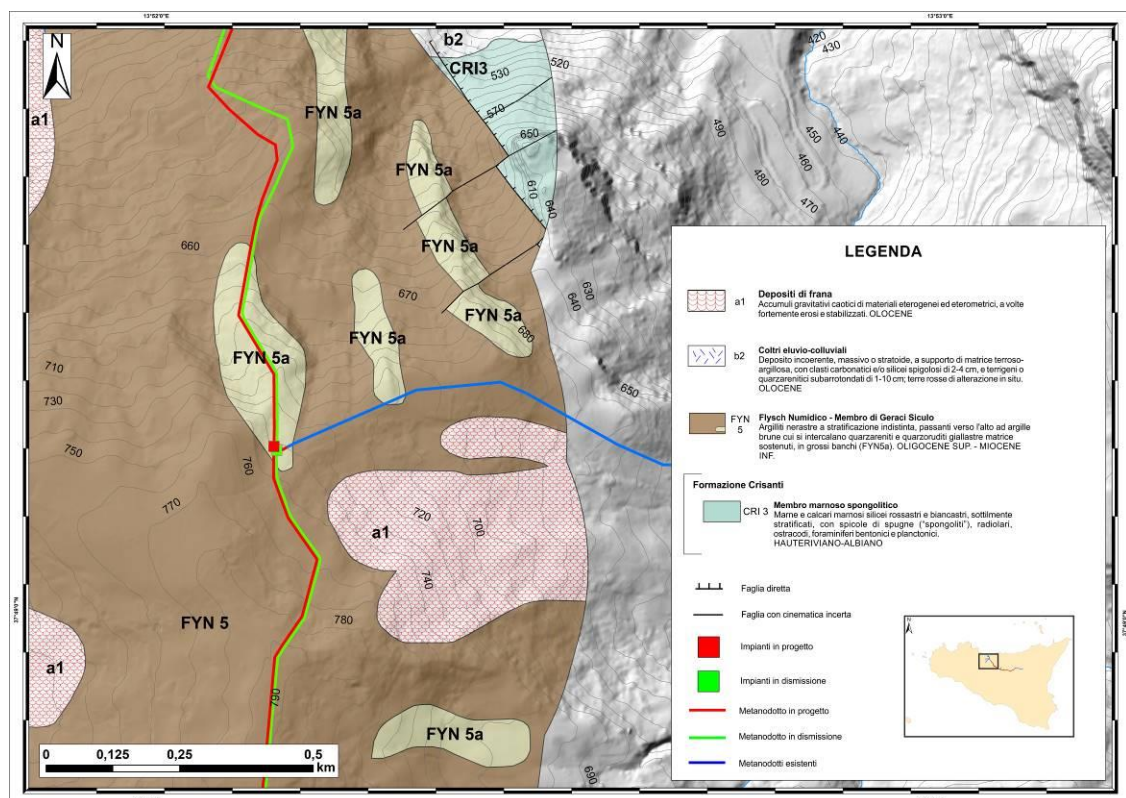 13°52'0"E
13°53'0"E
N
b2
CRI3
520
530
570
650
610
640
420
430
490
450
440
460
480
470
a1
FYN 5a
FYN 5a
FYN 5a
660
670
FYN 5a
FYN 5a
FYN 5a
680
640
630
650
710
730
750
760
770
a1
720
700
740
FYN 5
780
a1
790
FYN 5a
690
37°49'0"N
37°49'0"N
0
0,125
0,25
0,5
km
LEGENDA
a1
Depositi di frana
Accumuli gravitativi caotici di materiali eterogenei ed eterometrici, a volte
fortemente erosi e stabilizzati. OLOCENE
b2
Coltri eluvio-colluviali
Deposito incoerente, massivo o stratoide, a supporto di matrice terroso-
argillosa, con clasti carbonatici e/o silicei spigolosi di 2-4 cm, e terrigeni o
quarzarenitici subarrotondati di 1-10 cm; terre rosse di alterazione in situ.
OLOCENE
FYN
5
Flysch Numidico - Membro di Geraci Siculo
Argilliti nerastre a stratificazione indistinta, passanti verso l'alto ad argille
brune cui si intercalano quarzareniti e quarzoruditi giallastre matrice
sostenuti, in grossi banchi (FYN5a). OLIGOCENE SUP. - MIOCENE
INF.
Formazione Crisanti
CRI 3
Membro marnoso spongolitico
Marne e calcari marnosi silicei rossastri e biancastri, sottilmente
stratificati, con spicole di spugne ("spongoliti"), radiolari,
ostracodi, foraminiferi bentonici e planctonici.
HAUTERIVIANO-ALBIANO
Faglia diretta
Faglia con cinematica incerta
Impianti in progetto
Impianti in dismissione
Metanodotto in progetto
Metanodotto in dismissione
Metanodotti esistenti
N